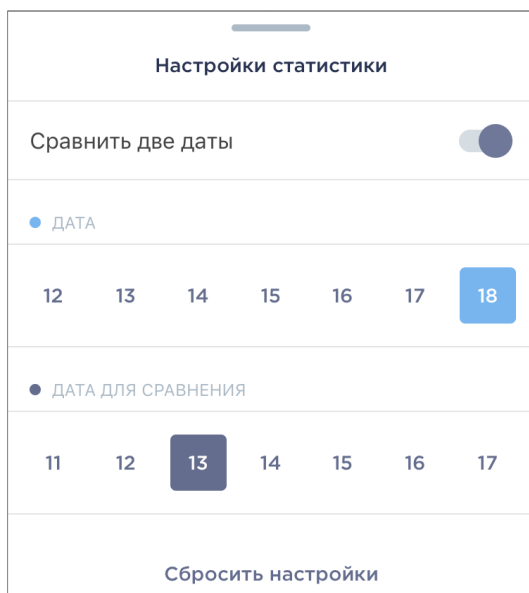 Настройки статистики
Сравнить две даты
ДАТА
12 13 14 15 16 17 18
ДАТА ДЛЯ СРАВНЕНИЯ
11 12 13 14 15 16 17
Сбросить настройки